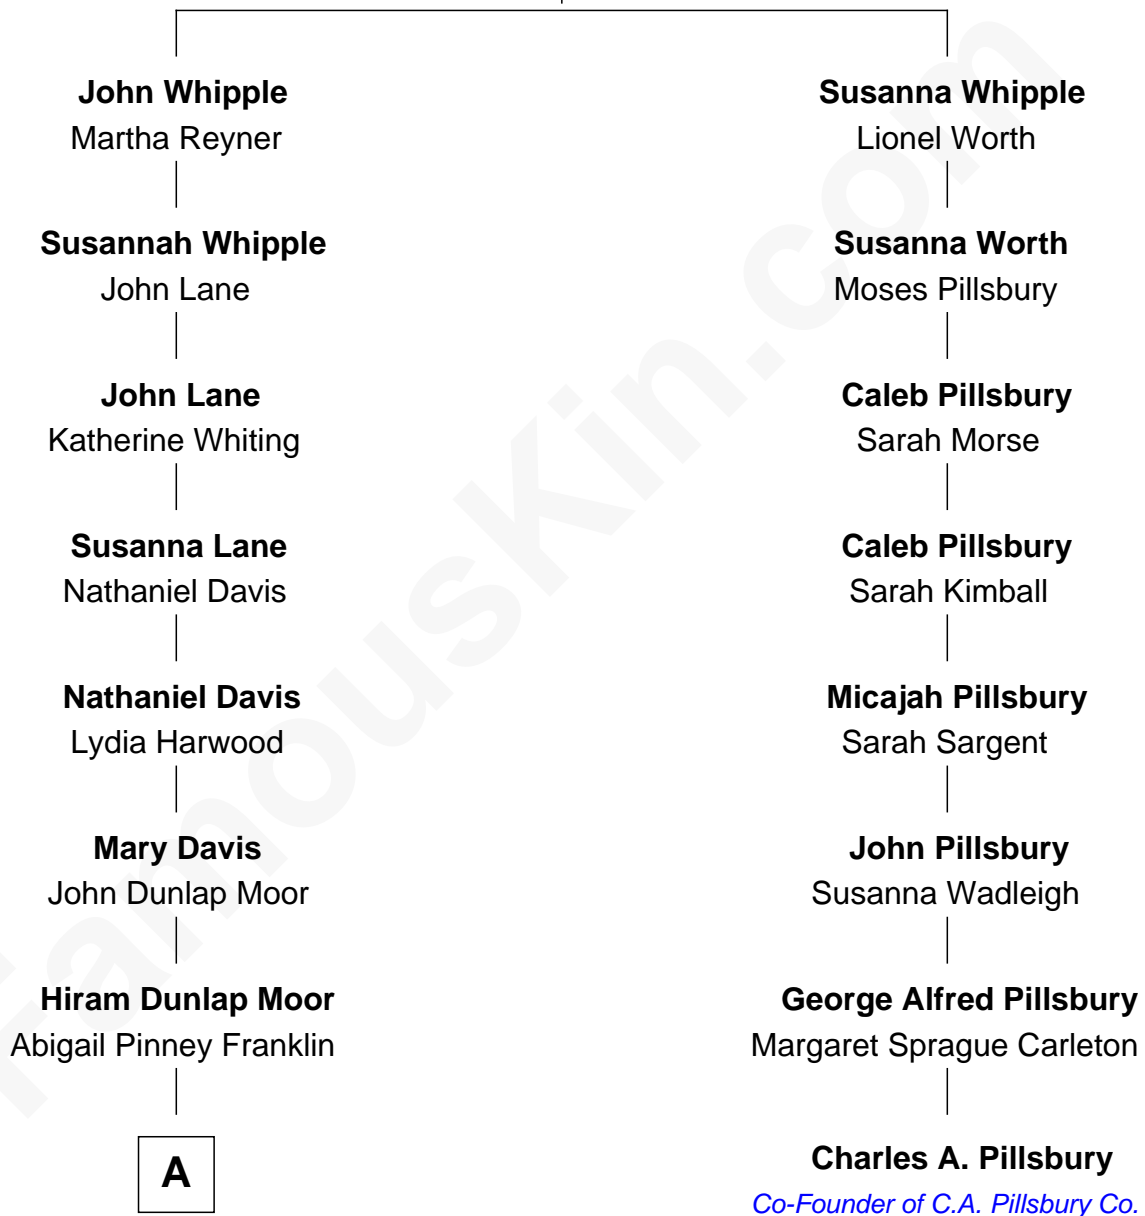 John Whipple
Martha Reyner
Susannah Whipple
John Lane
John Lane
Katherine Whiting
Susanna Lane
Nathaniel Davis
Nathaniel Davis
Lydia Harwood
Mary Davis
John Dunlap Moor
Hiram Dunlap Moor
Abigail Pinney Franklin
A
Susanna Whipple
Lionel Worth
Susanna Worth
Moses Pillsbury
Caleb Pillsbury
Sarah Morse
Caleb Pillsbury
Sarah Kimball
Micajah Pillsbury
Sarah Sargent
John Pillsbury
Susanna Wadleigh
George Alfred Pillsbury
Margaret Sprague Carleton
Charles A. Pillsbury
Co-Founder of C.A. Pillsbury Co.
FamousKin.com